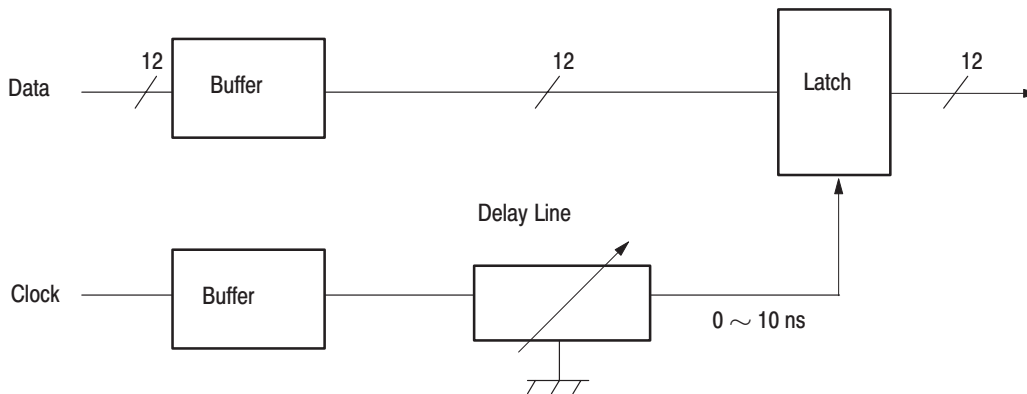 12
12
12
Data
Buffer
Latch
Delay Line
Clock
Buffer
0 ∼ 10 ns